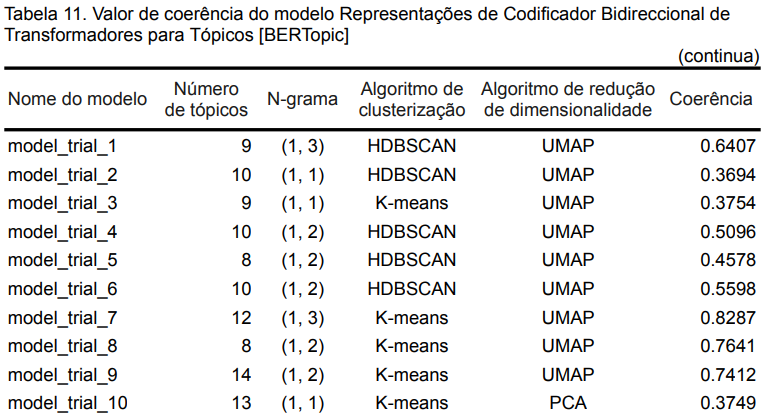 Tabela 11. Valor de coerência do modelo Representações de Codificador Bidireccional de
Transformadores para Tópicos [BERTopic]
(continua)
Nome do modelo Número de tópicos N-grama Algoritmo de clusterização Algoritmo de redução de dimensionalidade Coerência
model_trial_1 9 (1, 3) HDBSCAN UMAP 0.6407
model_trial_2 10 (1, 1) HDBSCAN UMAP 0.3694
model_trial_3 9 (1, 1) K-means UMAP 0.3754
model_trial_4 10 (1, 2) HDBSCAN UMAP 0.5096
model_trial_5 8 (1, 2) HDBSCAN UMAP 0.4578
model_trial_6 10 (1, 2) HDBSCAN UMAP 0.5598
model_trial_7 12 (1, 3) K-means UMAP 0.8287
model_trial_8 8 (1, 2) K-means UMAP 0.7641
model_trial_9 14 (1, 2) K-means UMAP 0.7412
model_trial_10 13 (1, 1) K-means PCA 0.3749